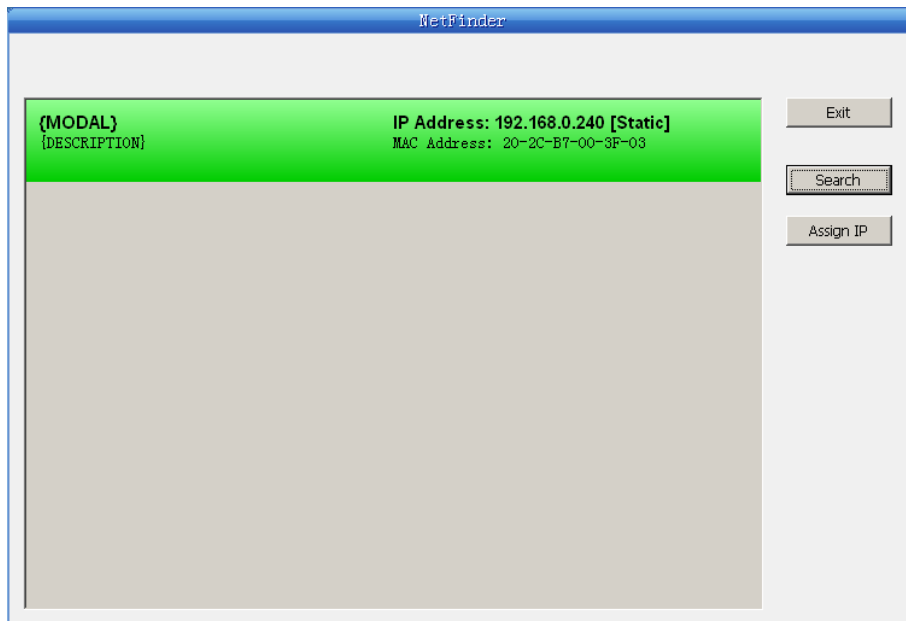 NetFinder
{MODAL}
{DESCRIPTION}
IP Address: 192.168.0.240 [Static]
MAC Address: 20-2C-B7-00-3F-03
Exit
Search
Assign IP